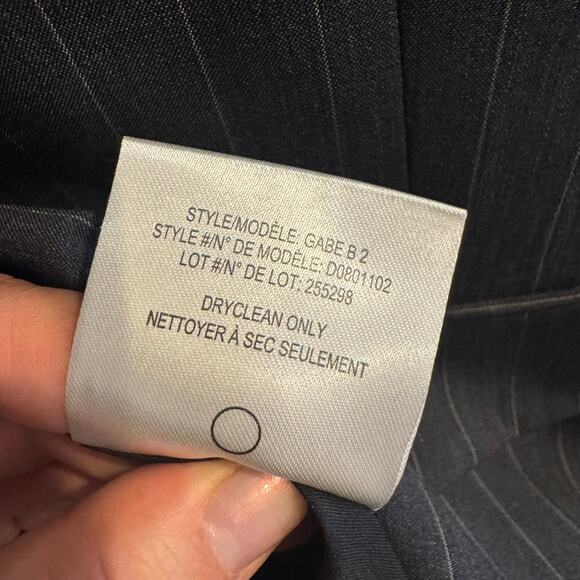 STYLE/MODÈLE: GABE B 2
STYLE #/N° DE MODÈLE: D0801102
LOT #/N° DE LOT: 255298
DRYCLEAN ONLY
NETTOYER À SEC SEULEMENT